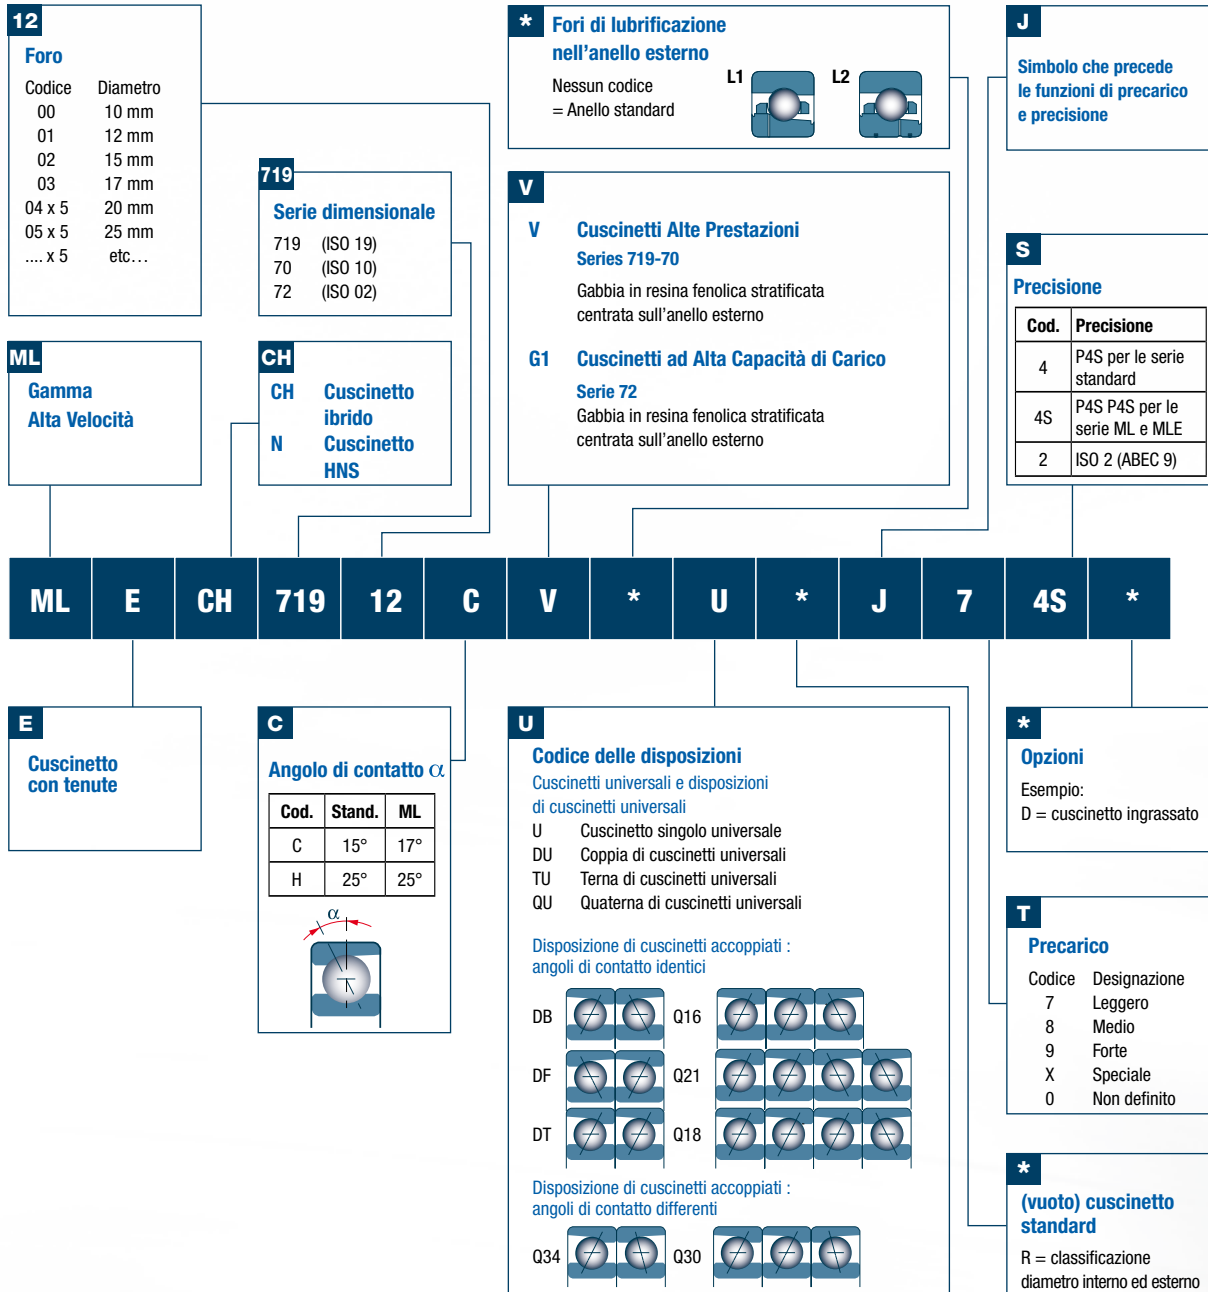 12
Foro
Codice Diametro
00 10 mm
01 12 mm
02 15 mm
03 17 mm
04 x 5 20 mm
05 x 5 25 mm
.... x 5 etc…
719
Serie dimensionale
719 (ISO 19)
70 (ISO 10)
72 (ISO 02)
* Fori di lubrificazione
nell'anello esterno
Nessun codice
= Anello standard
L1 L2
J
Simbolo che precede
le funzioni di precarico
e precisione
V
V Cuscinetti Alte Prestazioni
Series 719-70
Gabbia in resina fenolica stratificata
centrata sull'anello esterno
G1 Cuscinetti ad Alta Capacità di Carico
Serie 72
Gabbia in resina fenolica stratificata
centrata sull'anello esterno
S
Precisione
Cod. Precisione
4 P4S per le serie
standard
4S P4S P4S per le
serie ML e MLE
2 ISO 2 (ABEC 9)
ML
Gamma
Alta Velocità
CH
CH Cuscinetto
ibrido
N Cuscinetto
HNS
ML E CH 719 12 C V * U * J 7 4S *
E
Cuscinetto
con tenute
C
Angolo di contatto α
Cod. Stand. ML
C 15° 17°
H 25° 25°
α
U
Codice delle disposizioni
Cuscinetti universali e disposizioni
di cuscinetti universali
U Cuscinetto singolo universale
DU Coppia di cuscinetti universali
TU Terna di cuscinetti universali
QU Quaterna di cuscinetti universali
Disposizione di cuscinetti accoppiati :
angoli di contatto identici
DB Q16
DF Q21
DT Q18
Disposizione di cuscinetti accoppiati :
angoli di contatto differenti
Q34 Q30
*
Opzioni
Esempio:
D = cuscinetto ingrassato
T
Precarico
Codice Designazione
7 Leggero
8 Medio
9 Forte
X Speciale
0 Non definito
*
(vuoto) cuscinetto
standard
R = classificazione
diametro interno ed esterno